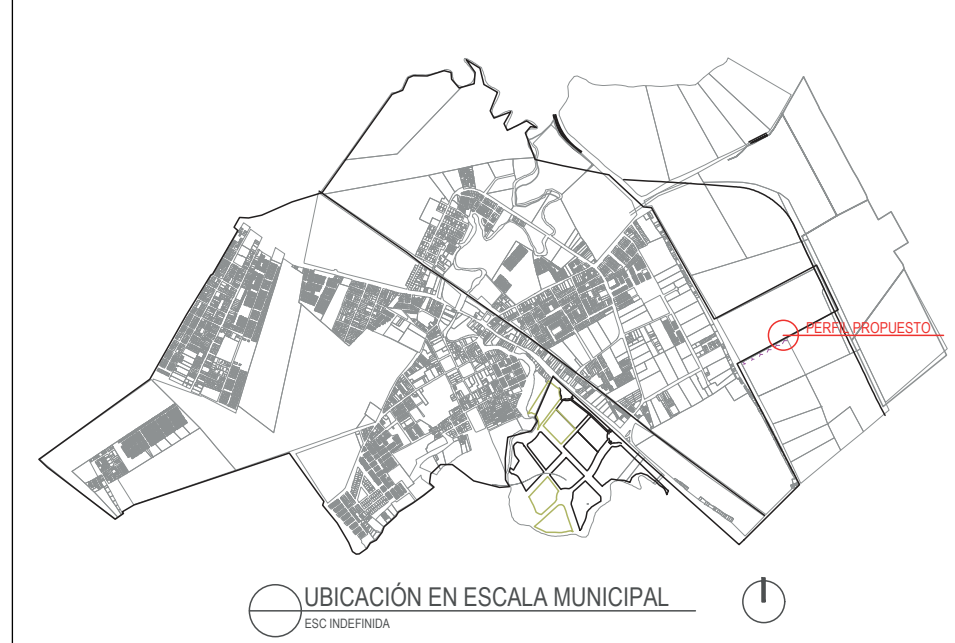 PERFIL PROPUESTO
UBICACIÓN EN ESCALA MUNICIPAL
ESC INDEFINIDA